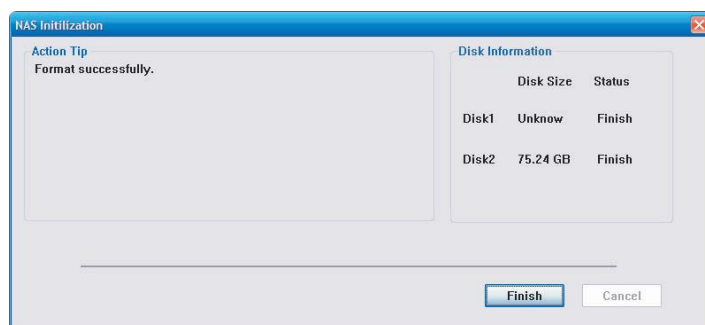 NAS Initilization
Action Tip
Format successfully.
Disk Information
Disk Size Status
Disk1 Unknow Finish
Disk2 75.24 GB Finish
Finish Cancel